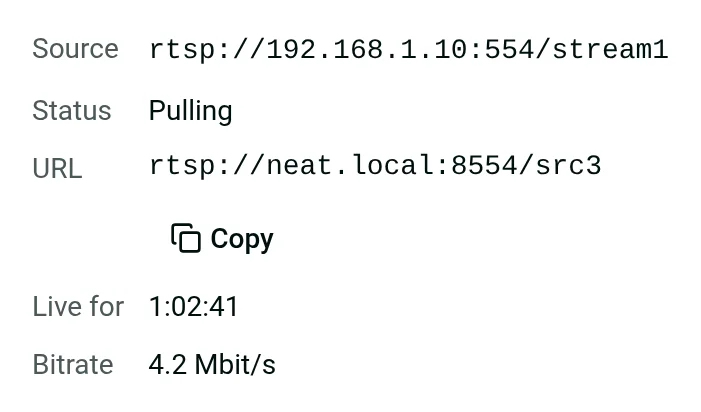 Source rtsp://192.168.1.10:554/stream1
Status Pulling
URL rtsp://neat.local:8554/src3
Copy
Live for 1:02:41
Bitrate 4.2 Mbit/s